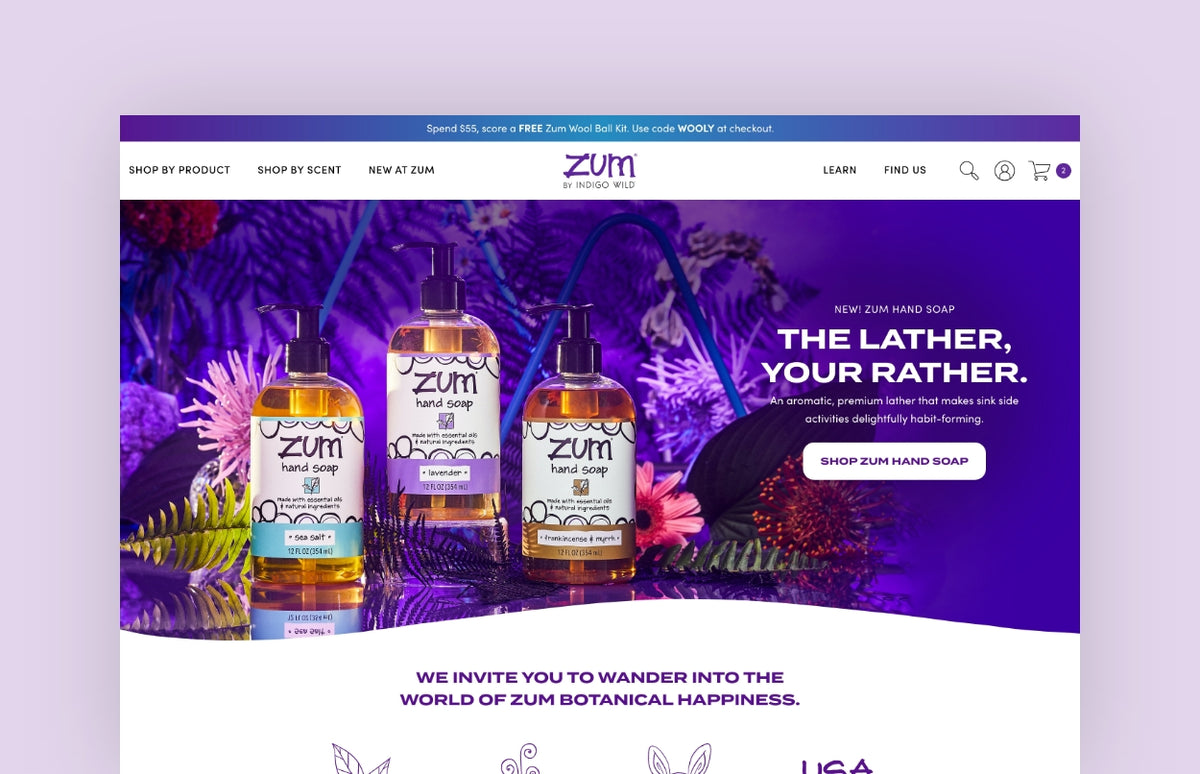 Spend $55, score a FREE Zum Wool Ball Kit. Use code WOOLY at checkout.
SHOP BY PRODUCT
SHOP BY SCENT
NEW AT ZUM
ZUM
BY INDIGO WILD
LEARN
FIND US
2
NEW! ZUM HAND SOAP
THE LATHER,
YOUR RATHER.
An aromatic, premium lather that makes sink side
activities delightfully habit-forming.
SHOP ZUM HAND SOAP
zum
hand soap
made with essential oils
& natural ingredients
sea salt
12 FL OZ (354 mL)
zum
hand soap
made with essential oils
& natural ingredients
lavender
12 FL OZ (354 mL)
zum
hand soap
made with essential oils
& natural ingredients
frankincense & myrrh
12 FL OZ (354 mL)
WE INVITE YOU TO WANDER INTO THE
WORLD OF ZUM BOTANICAL HAPPINESS.
USA